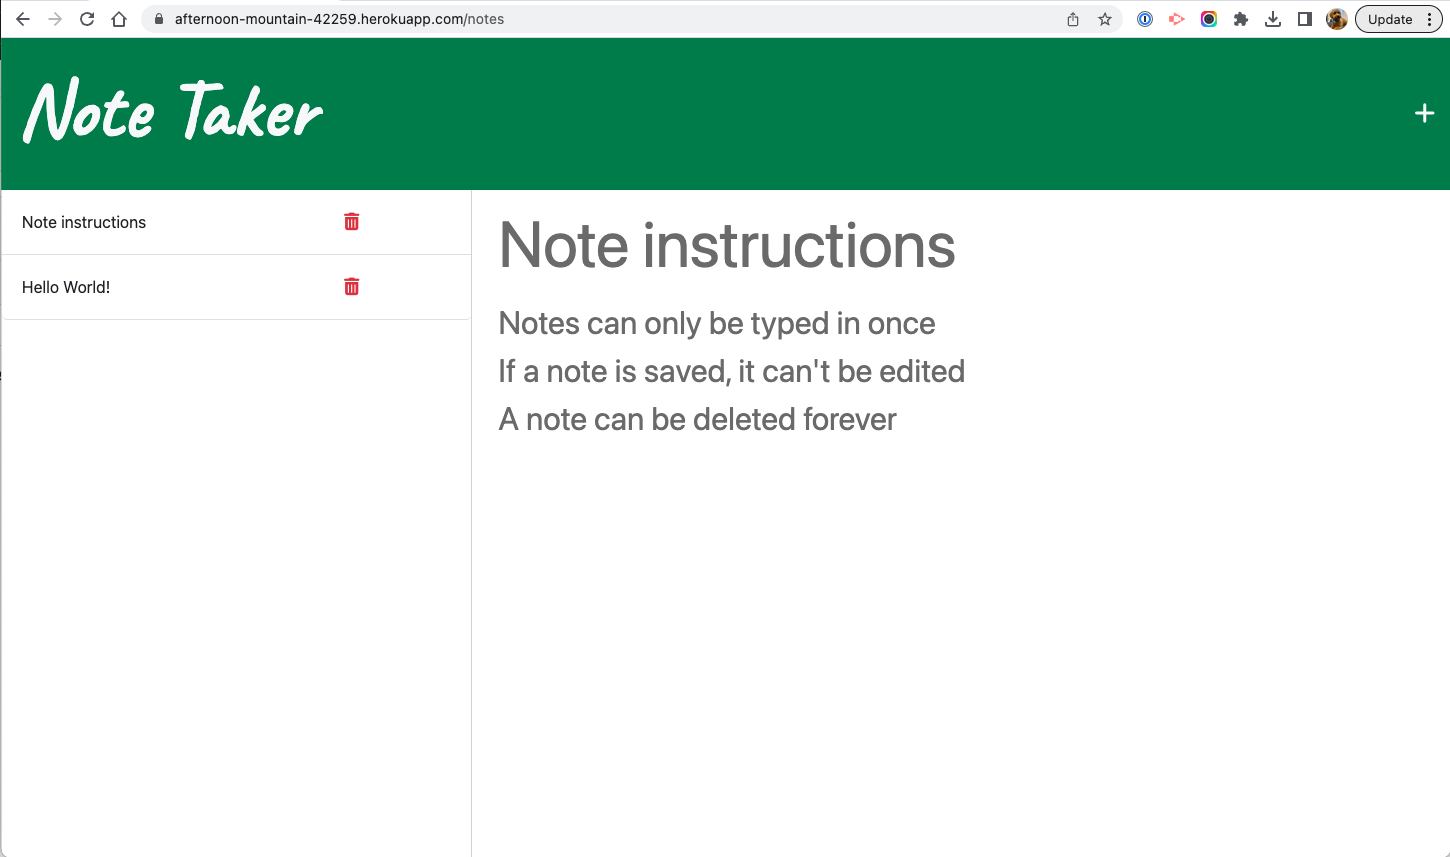 afternoon-mountain-42259.herokuapp.com/notes
Update
Note Taker
Note instructions
Hello World!
Note instructions
Notes can only be typed in once
If a note is saved, it can't be edited
A note can be deleted forever